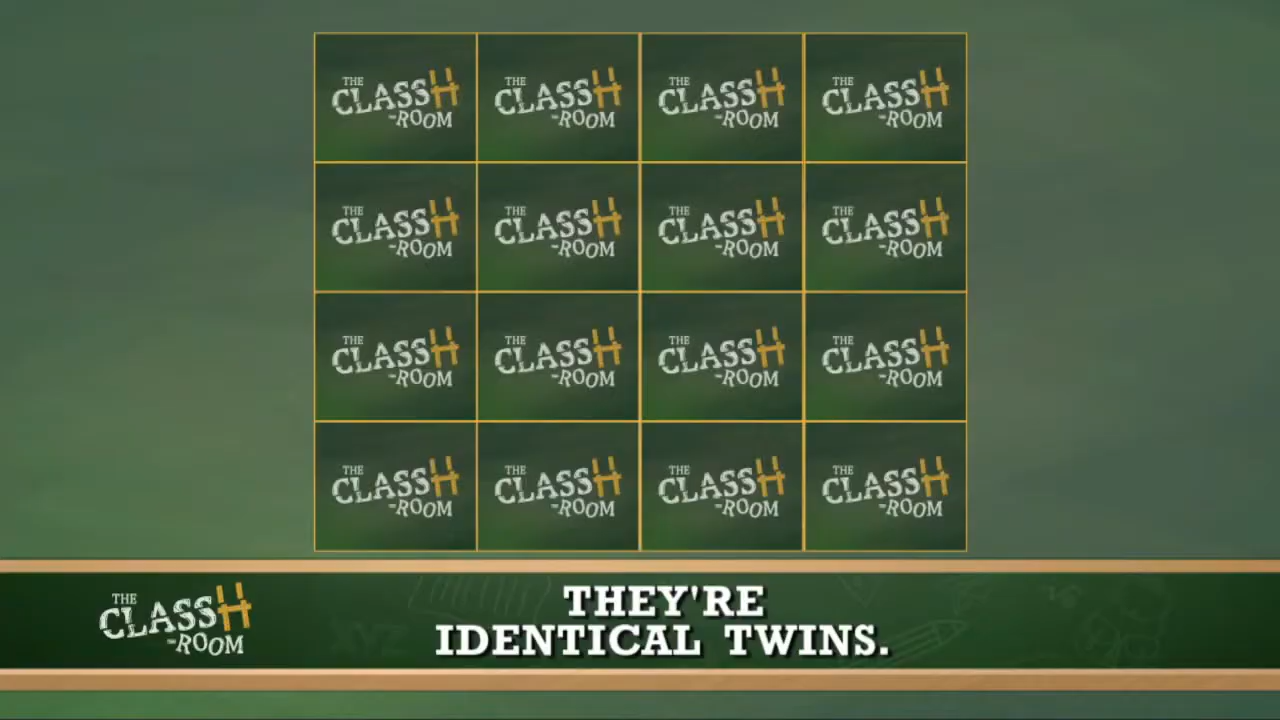 THE THE THE THE
CLASSH CLASSH CLASSH CLASSH
-ROOM -ROOM -ROOM -ROOM
THE THE THE THE
CLASSH CLASSH CLASSH CLASSH
-ROOM -ROOM -ROOM -ROOM
THE THE THE THE
CLASSH CLASSH CLASSH CLASSH
-ROOM -ROOM -ROOM -ROOM
THE THE THE THE
CLASSH CLASSH CLASSH CLASSH
-ROOM -ROOM -ROOM -ROOM
THE
CLASSH
-ROOM
XYZ
THEY'RE
IDENTICAL TWINS.